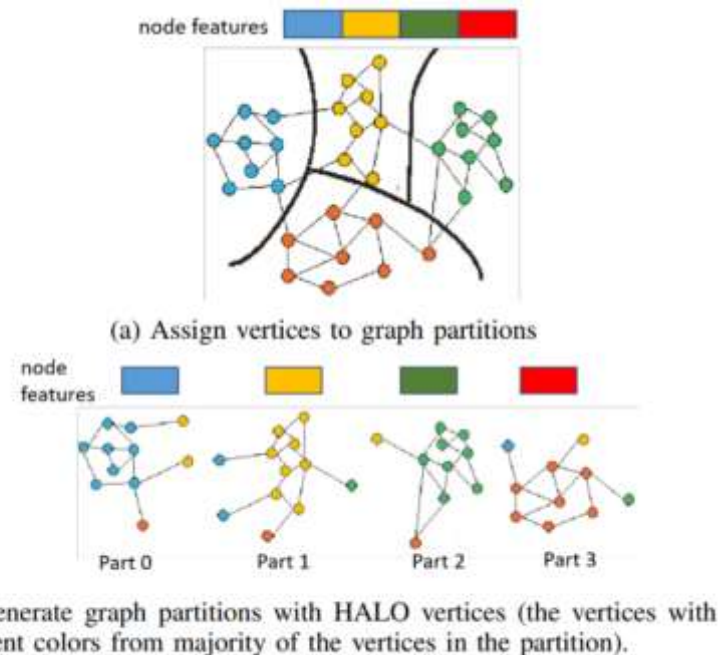 node features
(a) Assign vertices to graph partitions
node
features
Part 0 Part 1 Part 2 Part 3
enerate graph partitions with HALO vertices (the vertices with
ent colors from majority of the vertices in the partition).